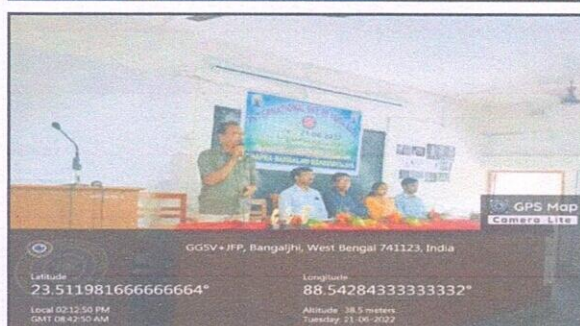 GPS Map
Camera Lite
GGSV+JFP, Bangaljhi, West Bengal 741123, India
Latitude
23.511981666666664°
Longitude
88.54284333333332°
Local 02:12:50 PM
GMT 08:42:50 AM
Altitude 38.5 meters
Tuesday, 21-06-2022